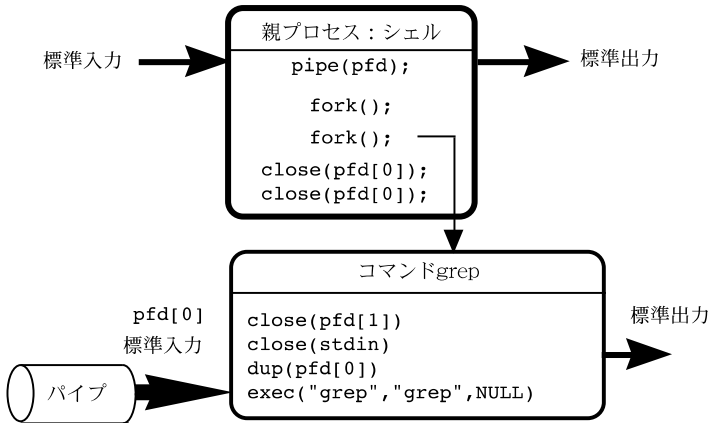 親プロセス：シェル
標準入力
標準出力
pipe(pfd);
fork();
fork();
close(pfd[0]);
close(pfd[0]);
コマンドgrep
pfd[0]
標準入力
標準出力
close(pfd[1])
close(stdin)
dup(pfd[0])
exec("grep","grep",NULL)
パイプ